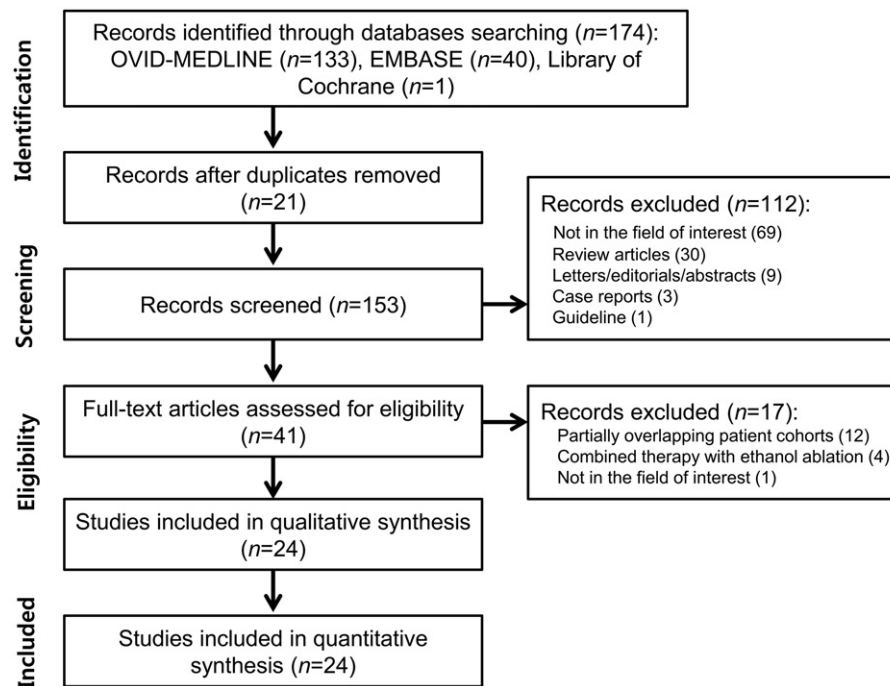 Identification
Records identified through databases searching (n=174):
OVID-MEDLINE (n=133), EMBASE (n=40), Library of
Cochrane (n=1)
Records after duplicates removed
(n=21)
Screening
Records screened (n=153)
Records excluded (n=112):
Not in the field of interest (69)
Review articles (30)
Letters/editorials/abstracts (9)
Case reports (3)
Guideline (1)
Eligibility
Full-text articles assessed for eligibility
(n=41)
Records excluded (n=17):
Partially overlapping patient cohorts (12)
Combined therapy with ethanol ablation (4)
Not in the field of interest (1)
Studies included in qualitative synthesis
(n=24)
Included
Studies included in quantitative
synthesis (n=24)